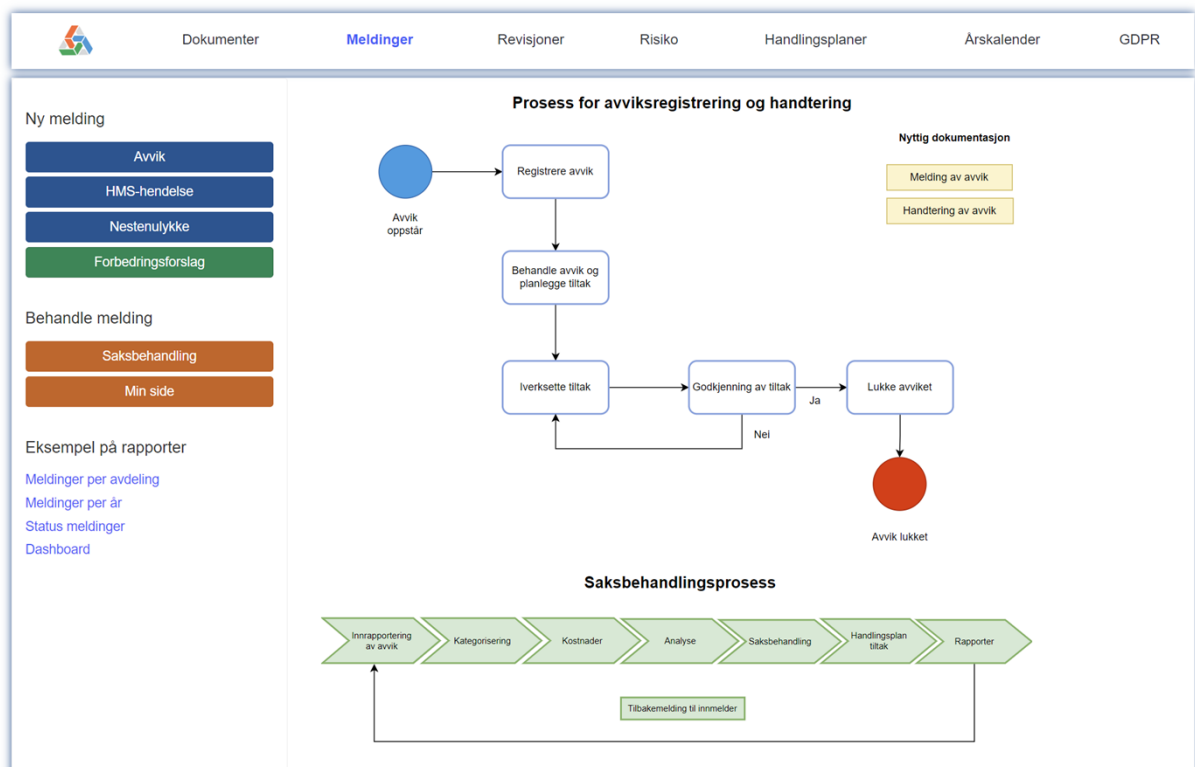 Dokumenter Meldinger Revisjoner Risiko Handlingsplaner Årskalender GDPR
Ny melding
Avvik
HMS-hendelse
Nestenulykke
Forbedringsforslag
Behandle melding
Saksbehandling
Min side
Eksempel på rapporter
Meldinger per avdeling
Meldinger per år
Status meldinger
Dashboard
Prosess for avviksregistrering og handtering
Nyttig dokumentasjon
Melding av avvik
Handtering av avvik
Avvik
oppstår
Registrere avvik
Behandle avvik og
planlegge tiltak
Iverksette tiltak
Godkjenning av tiltak
Ja
Nei
Lukke avviket
Avvik lukket
Saksbehandlingsprosess
Innrapportering
av avvik
Kategorisering
Kostnader
Analyse
Saksbehandling
Handlingsplan
tiltak
Rapporter
Tilbakemelding til innmelder